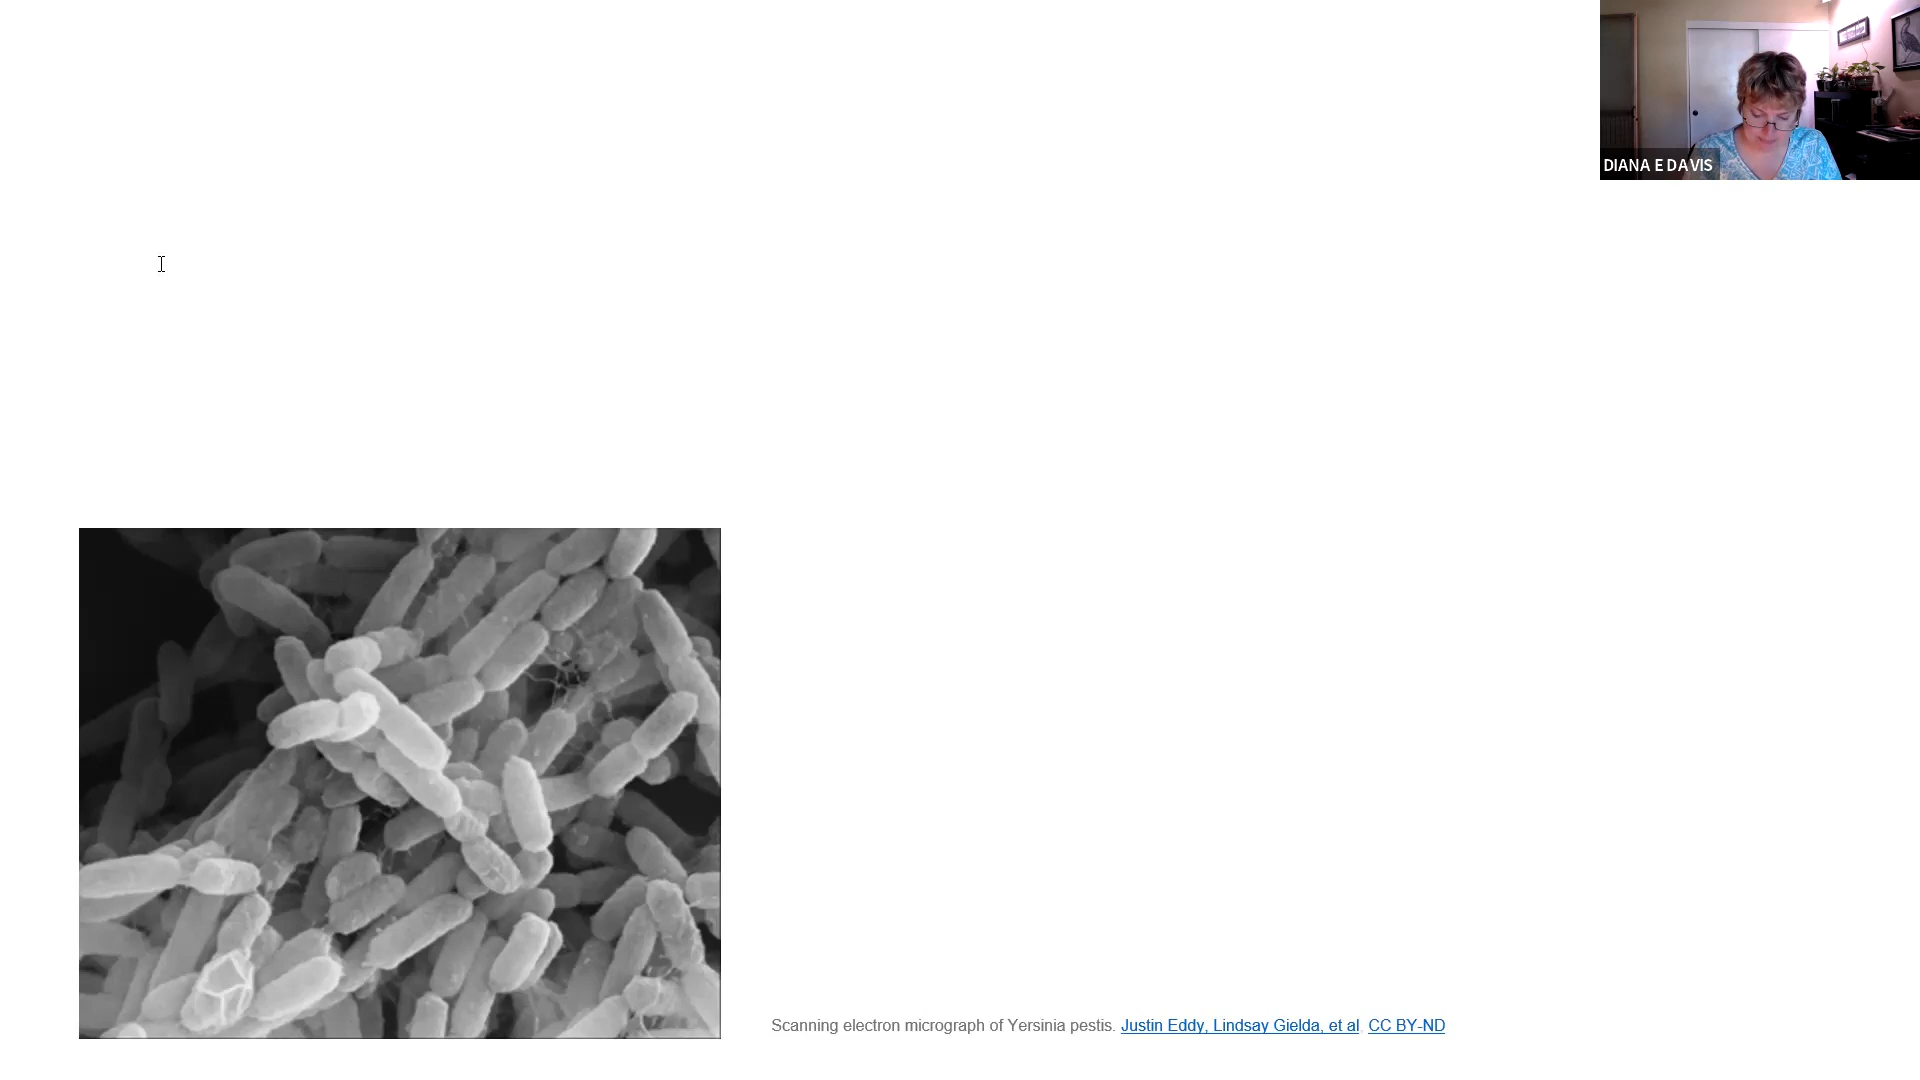 DIANA E DAVIS
Scanning electron micrograph of Yersinia pestis. Justin Eddy, Lindsay Gielda, et al. CC BY-ND